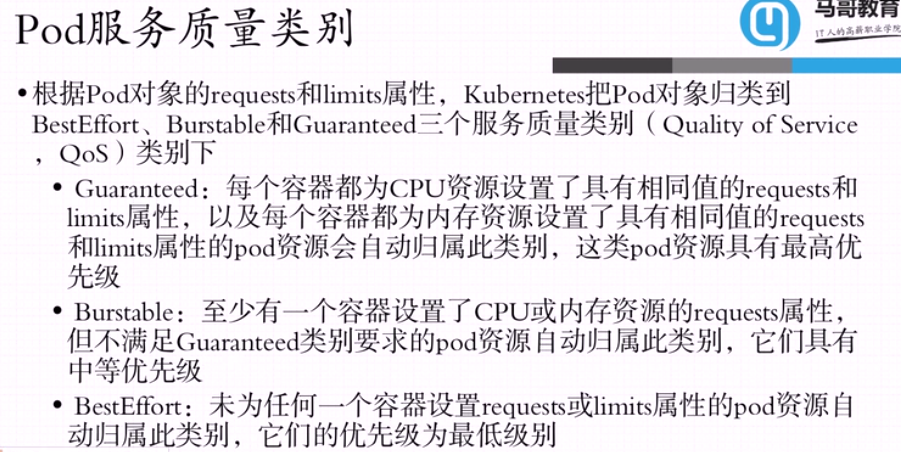 Pod服务质量类别
马哥教育
IT人的高薪职业学院
•根据Pod对象的requests和limits属性，Kubernetes把Pod对象归类到
BestEffort、Burstable和Guaranteed三个服务质量类别（Quality of Service
，QoS）类别下
• Guaranteed：每个容器都为CPU资源设置了具有相同值的requests和
limits属性，以及每个容器都为内存资源设置了具有相同值的requests
和limits属性的pod资源会自动归属此类别，这类pod资源具有最高优
先级
• Burstable：至少有一个容器设置了CPU或内存资源的requests属性，
但不满足Guaranteed类别要求的pod资源自动归属此类别，它们具有
中等优先级
• BestEffort：未为任何一个容器设置requests或limits属性的pod资源自
动归属此类别，它们的优先级为最低级别